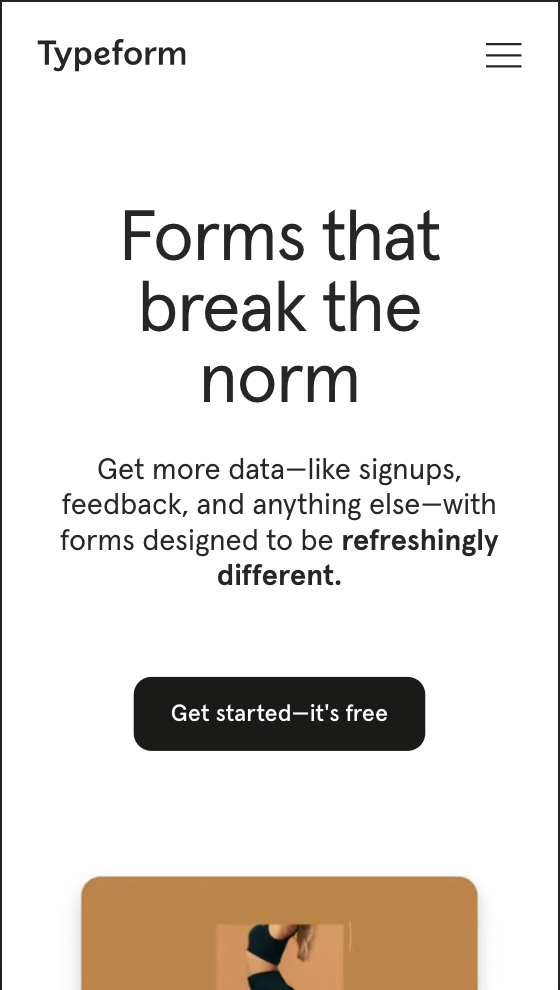 Typeform
Forms that
break the
norm
Get more data—like signups,
feedback, and anything else—with
forms designed to be refreshingly
different.
Get started—it's free